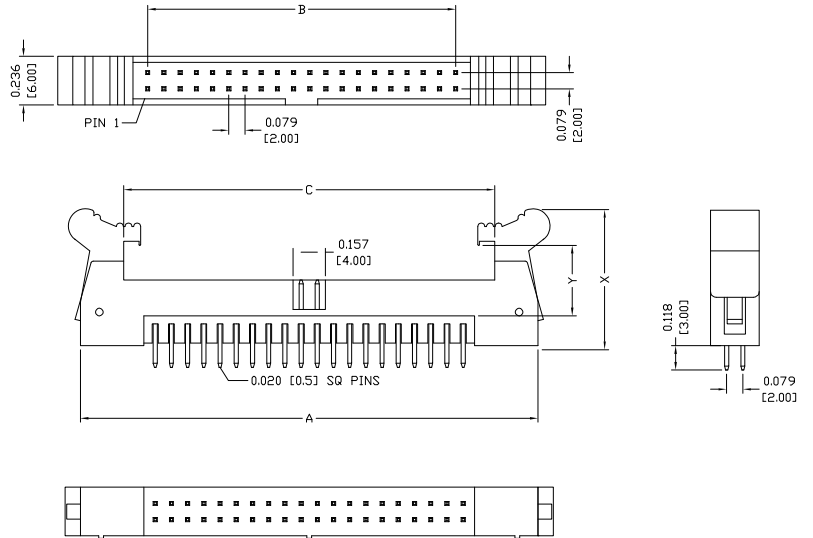 B
0.236
[6.00]
PIN 1
0.079
[2.00]
0.079
[2.00]
C
0.157
[4.00]
Y
X
0.118
[3.00]
0.020 [0.5] SQ PINS
0.079
[2.00]
A